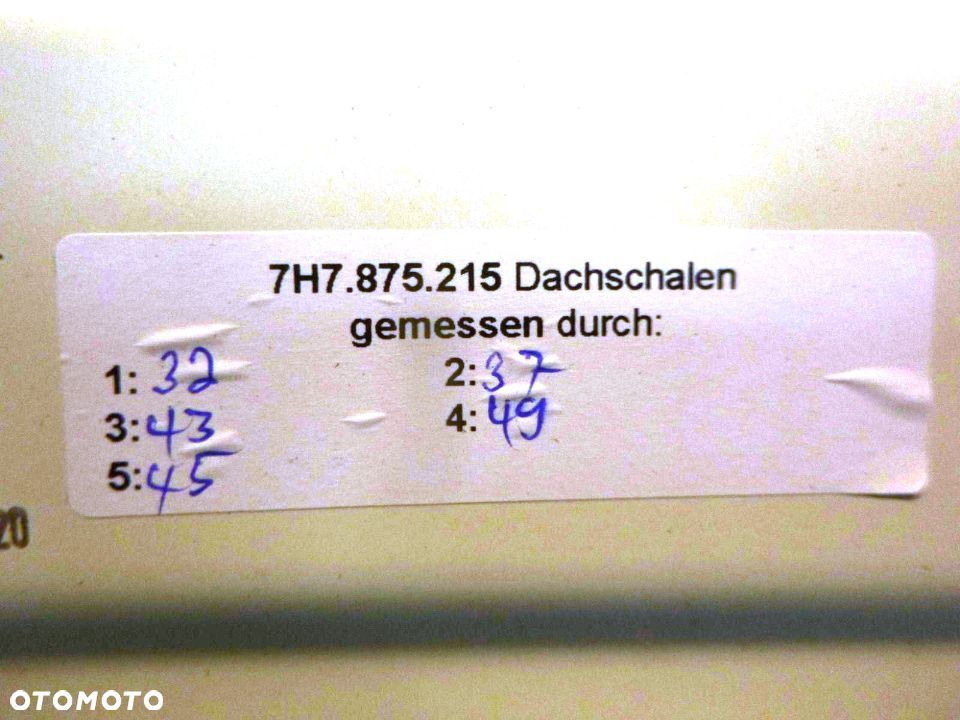 7H7.875.215 Dachschalen
gemessen durch:
1: 32 2: 37
3: 43 4: 49
5: 45
20
OTOMOTO